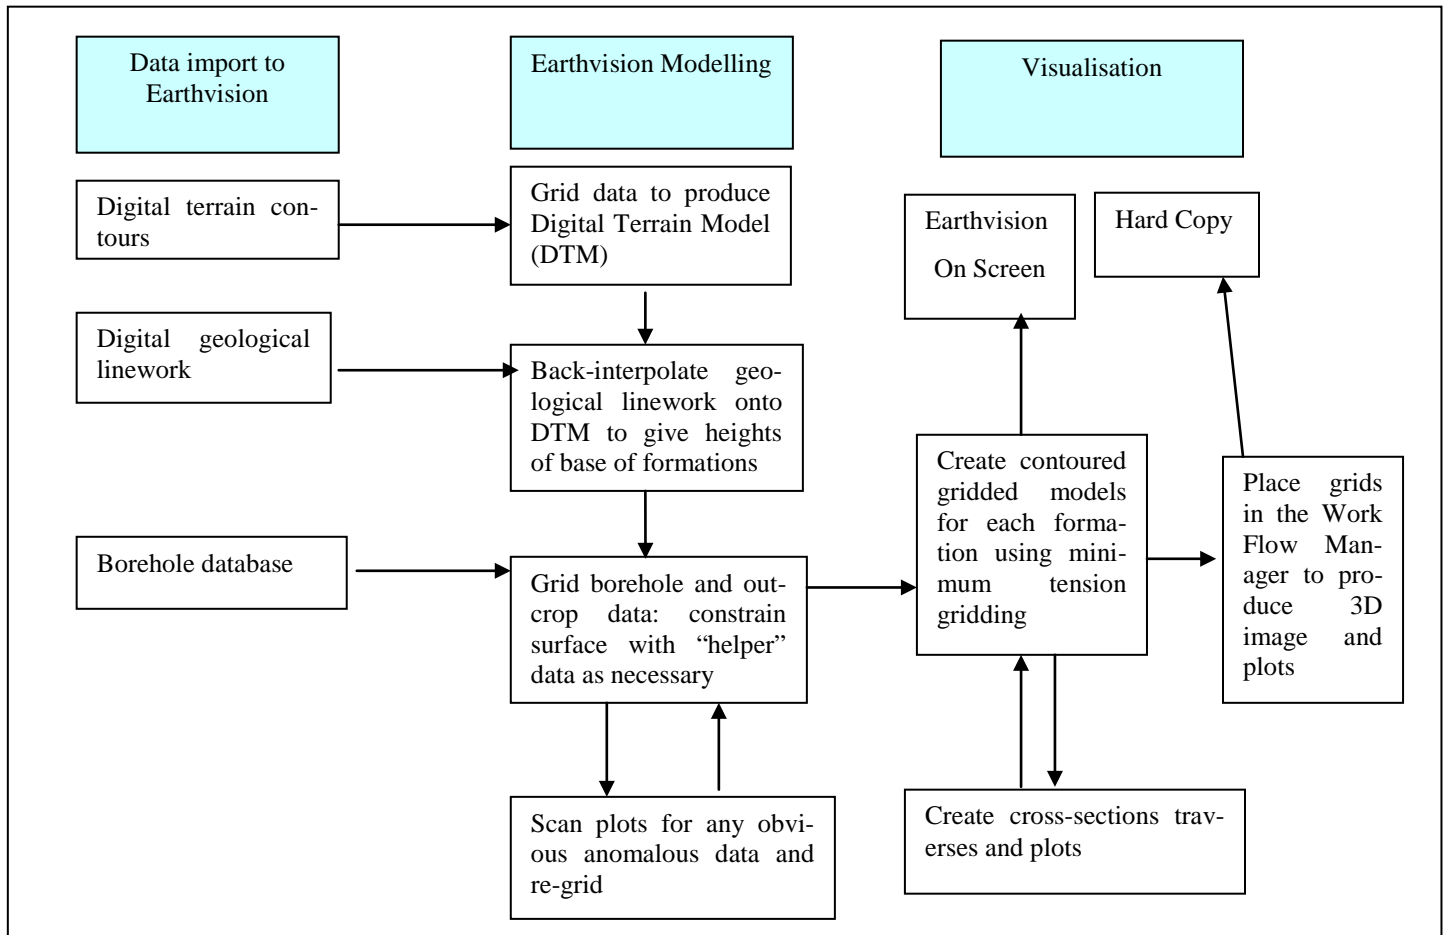 Data import to
Earthvision
Earthvision Modelling
Visualisation
Digital terrain con-
tours
Grid data to produce
Digital Terrain Model
(DTM)
Earthvision
On Screen
Hard Copy
Digital geological
linework
Back-interpolate geo-
logical linework onto
DTM to give heights
of base of formations
Create contoured
gridded models
for each forma-
tion using mini-
mum tension
gridding
Place grids
in the Work
Flow Man-
ager to pro-
duce 3D
image and
plots
Borehole database
Grid borehole and out-
crop data: constrain
surface with “helper”
data as necessary
Scan plots for any obvi-
ous anomalous data and
re-grid
Create cross-sections trav-
erses and plots